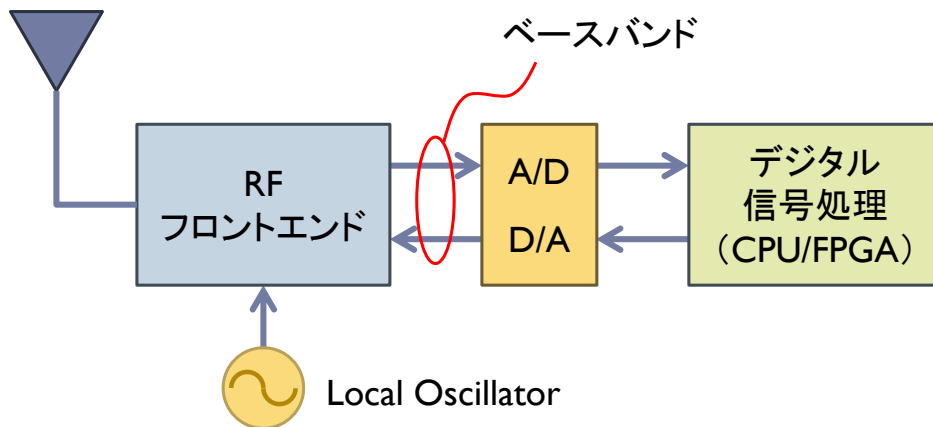 ベースバンド
RF
フロントエンド
A/D
D/A
デジタル
信号処理
（CPU/FPGA）
Local Oscillator